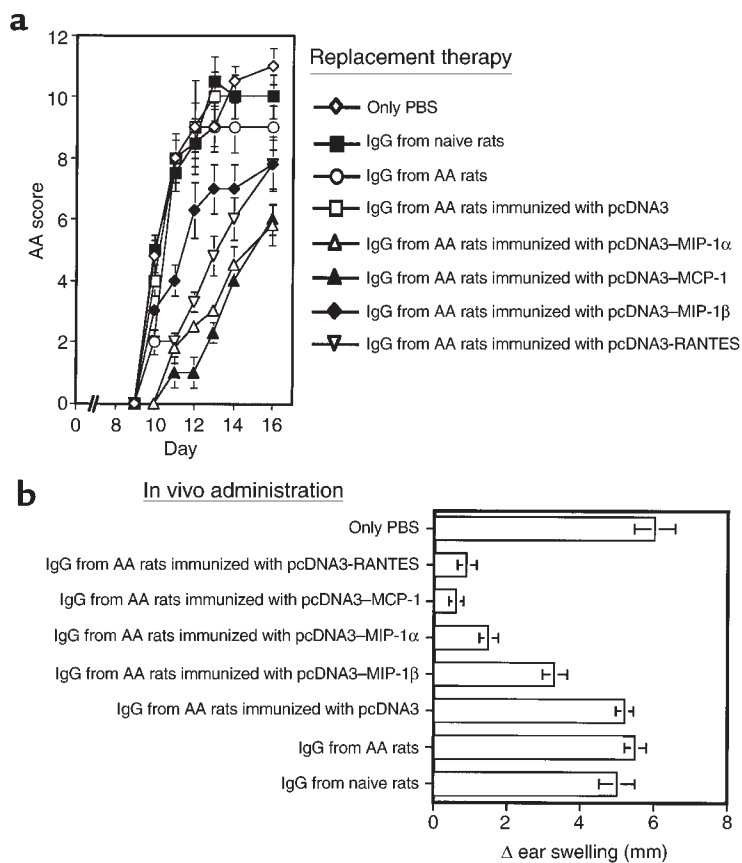 a
Replacement therapy
Only PBS
IgG from naive rats
IgG from AA rats
IgG from AA rats immunized with pcDNA3
IgG from AA rats immunized with pcDNA3–MIP-1α
IgG from AA rats immunized with pcDNA3–MCP-1
IgG from AA rats immunized with pcDNA3–MIP-1β
IgG from AA rats immunized with pcDNA3-RANTES
AA score
12
10
8
6
4
2
0
0 8 10 12 14 16
Day
b
In vivo administration
Only PBS
IgG from AA rats immunized with pcDNA3-RANTES
IgG from AA rats immunized with pcDNA3–MCP-1
IgG from AA rats immunized with pcDNA3–MIP-1α
IgG from AA rats immunized with pcDNA3–MIP-1β
IgG from AA rats immunized with pcDNA3
IgG from AA rats
IgG from naive rats
0 2 4 6 8
Δ ear swelling (mm)